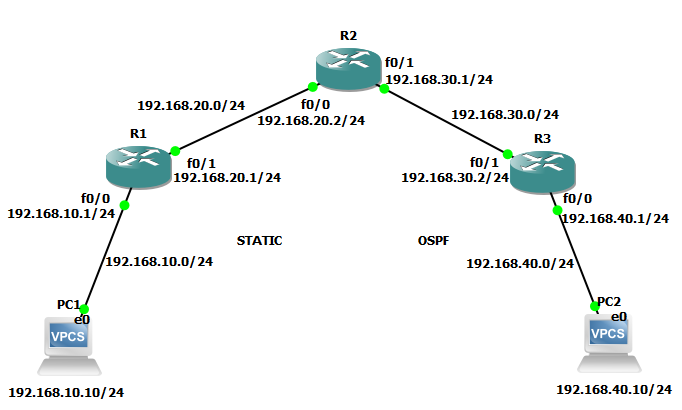 R2
f0/1
192.168.30.1/24
192.168.20.0/24
f0/0
192.168.20.2/24
192.168.30.0/24
R1
R3
f0/1
192.168.20.1/24
f0/1
192.168.30.2/24
f0/0
192.168.10.1/24
f0/0
192.168.40.1/24
STATIC
OSPF
192.168.10.0/24
192.168.40.0/24
PC1
e0
VPCS
192.168.10.10/24
PC2
e0
VPCS
192.168.40.10/24